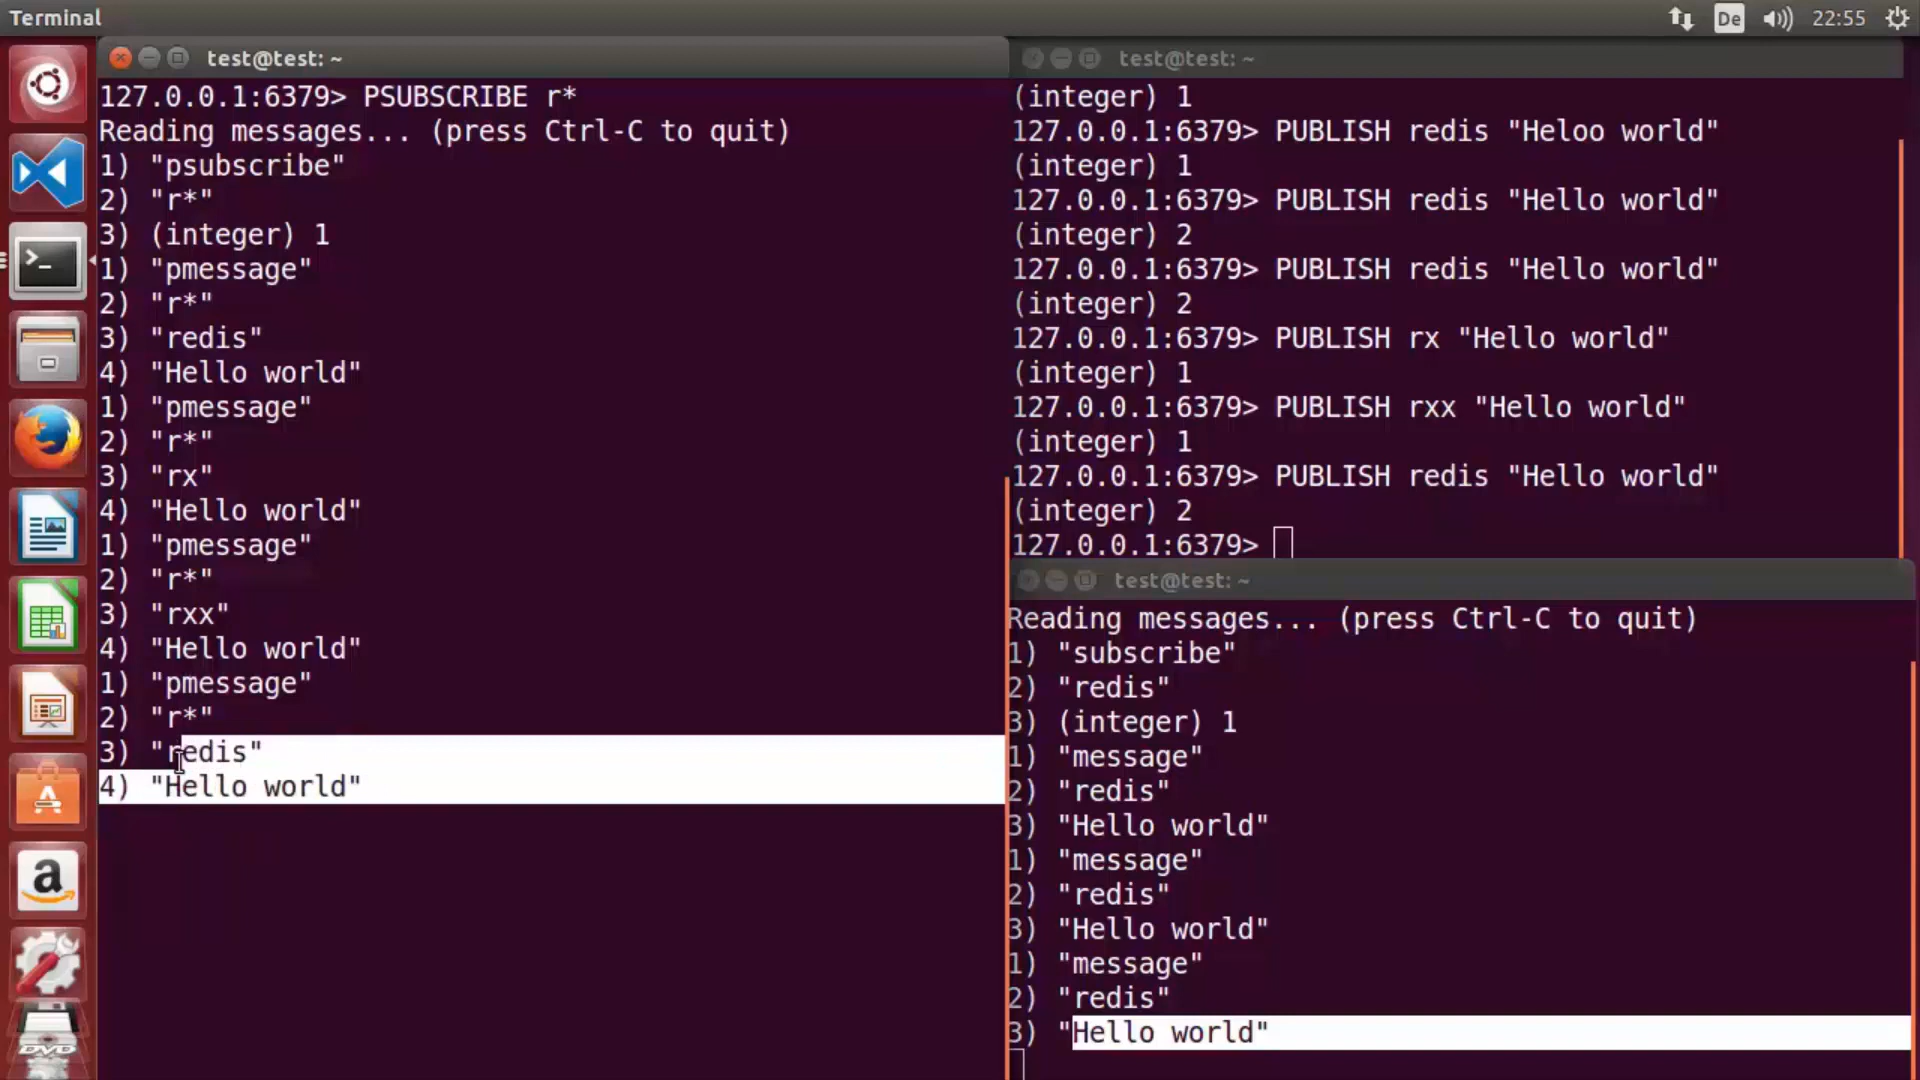 Terminal
De
22:55
test@test: ~
127.0.0.1:6379> PSUBSCRIBE r*
Reading messages... (press Ctrl-C to quit)
1) "psubscribe"
2) "r*"
3) (integer) 1
1) "pmessage"
2) "r*"
3) "redis"
4) "Hello world"
1) "pmessage"
2) "r*"
3) "rx"
4) "Hello world"
1) "pmessage"
2) "r*"
3) "rxx"
4) "Hello world"
1) "pmessage"
2) "r*"
3) "redis"
4) "Hello world"
test@test: ~
(integer) 1
127.0.0.1:6379> PUBLISH redis "Heloo world"
(integer) 1
127.0.0.1:6379> PUBLISH redis "Hello world"
(integer) 2
127.0.0.1:6379> PUBLISH redis "Hello world"
(integer) 2
127.0.0.1:6379> PUBLISH rx "Hello world"
(integer) 1
127.0.0.1:6379> PUBLISH rxx "Hello world"
(integer) 1
127.0.0.1:6379> PUBLISH redis "Hello world"
(integer) 2
127.0.0.1:6379>
test@test: ~
Reading messages... (press Ctrl-C to quit)
1) "subscribe"
2) "redis"
3) (integer) 1
1) "message"
2) "redis"
3) "Hello world"
1) "message"
2) "redis"
3) "Hello world"
1) "message"
2) "redis"
3) "Hello world"
DVD